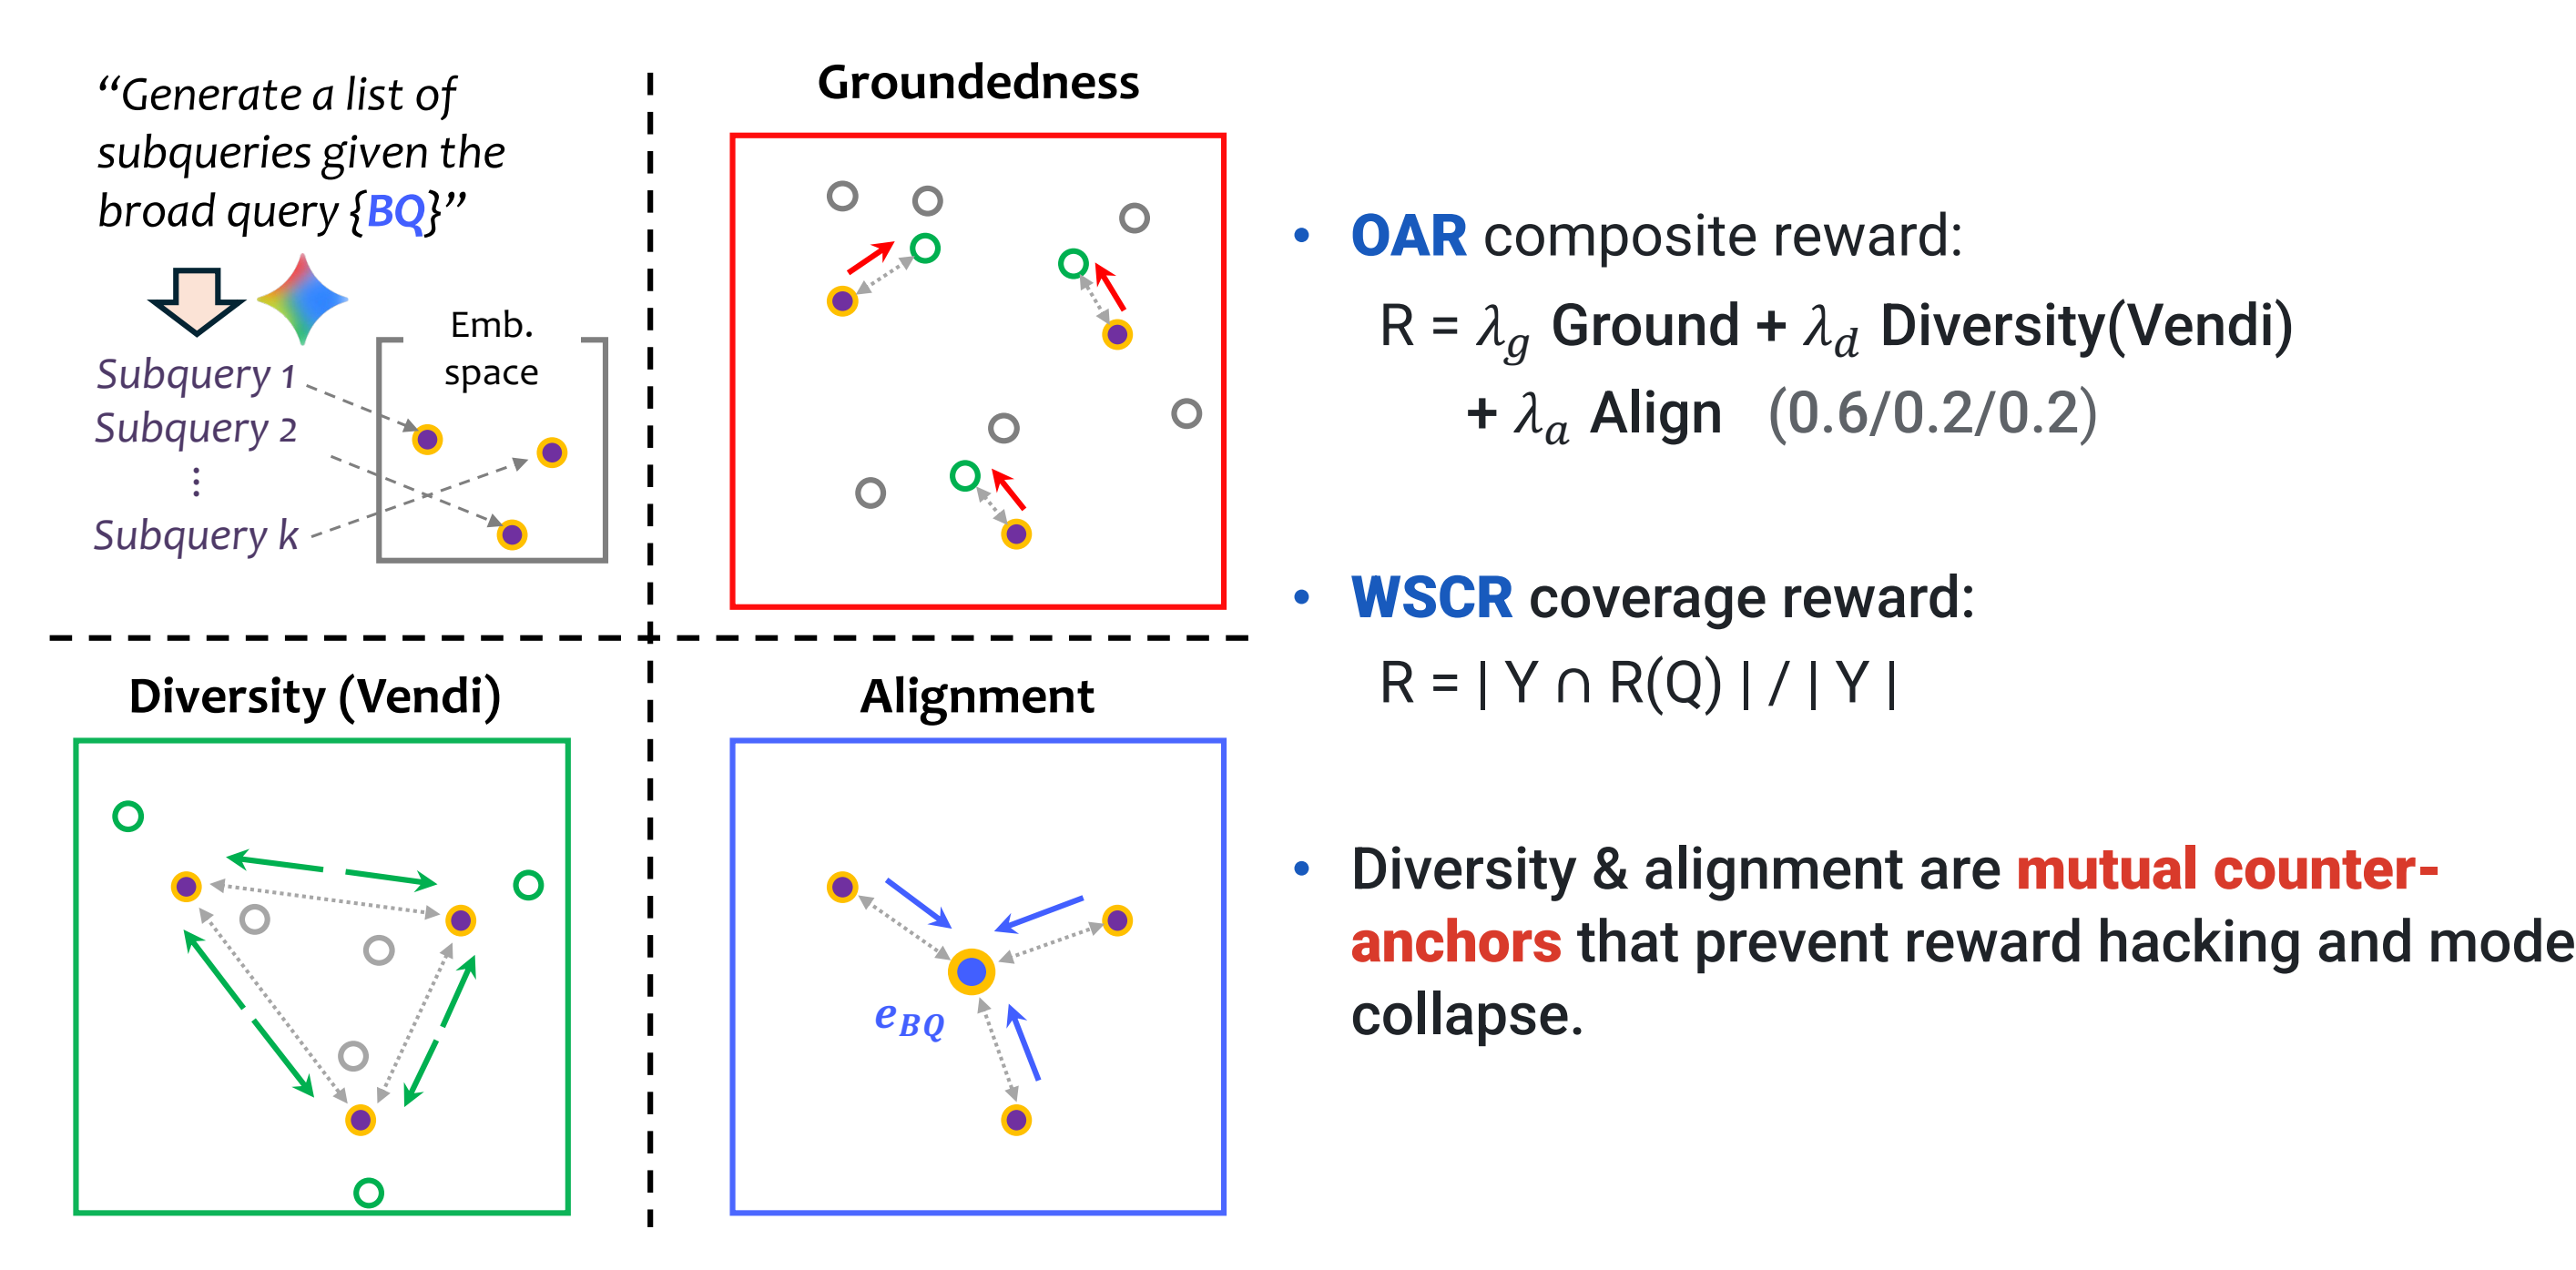 “Generate a list of
subqueries given the
broad query {BQ}”
Emb.
space
Subquery 1
Subquery 2
⋮
Subquery k
Groundedness
Diversity (Vendi)
Alignment
e_BQ
• OAR composite reward:
R = λ_g Ground + λ_d Diversity(Vendi)
+ λ_a Align (0.6/0.2/0.2)
• WSCR coverage reward:
R = | Y ∩ R(Q) | / | Y |
• Diversity & alignment are mutual counter-
anchors that prevent reward hacking and mode
collapse.